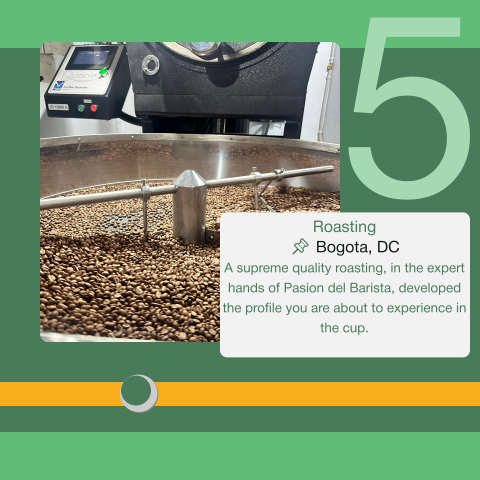 5
Roasting
Bogota, DC
A supreme quality roasting, in the expert
hands of Pasion del Barista, developed
the profile you are about to experience in
the cup.